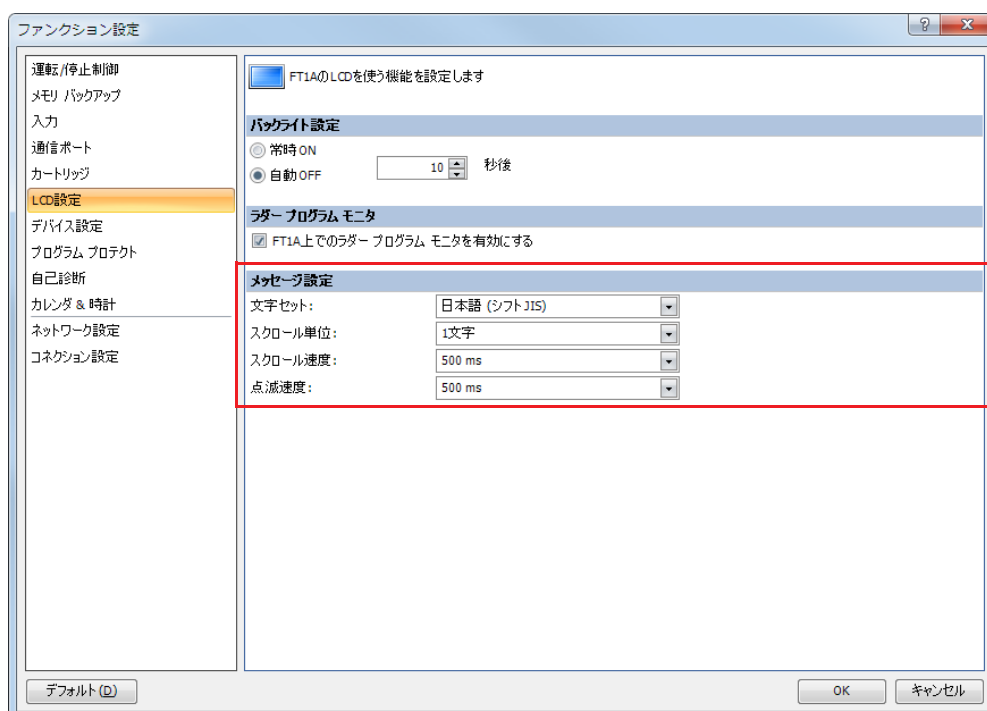 ファンクション設定
運転/停止制御
メモリ バックアップ
入力
通信ポート
カートリッジ
LCD設定
デバイス設定
プログラム プロテクト
自己診断
カレンダ & 時計
ネットワーク設定
コネクション設定
FT1AのLCDを使う機能を設定します
バックライト設定
常時ON
自動OFF 10 秒後
ラダー プログラム モニタ
FT1A上でのラダー プログラム モニタを有効にする
メッセージ設定
文字セット: 日本語 (シフトJIS)
スクロール単位: 1文字
スクロール速度: 500 ms
点滅速度: 500 ms
デフォルト(D) OK キャンセル